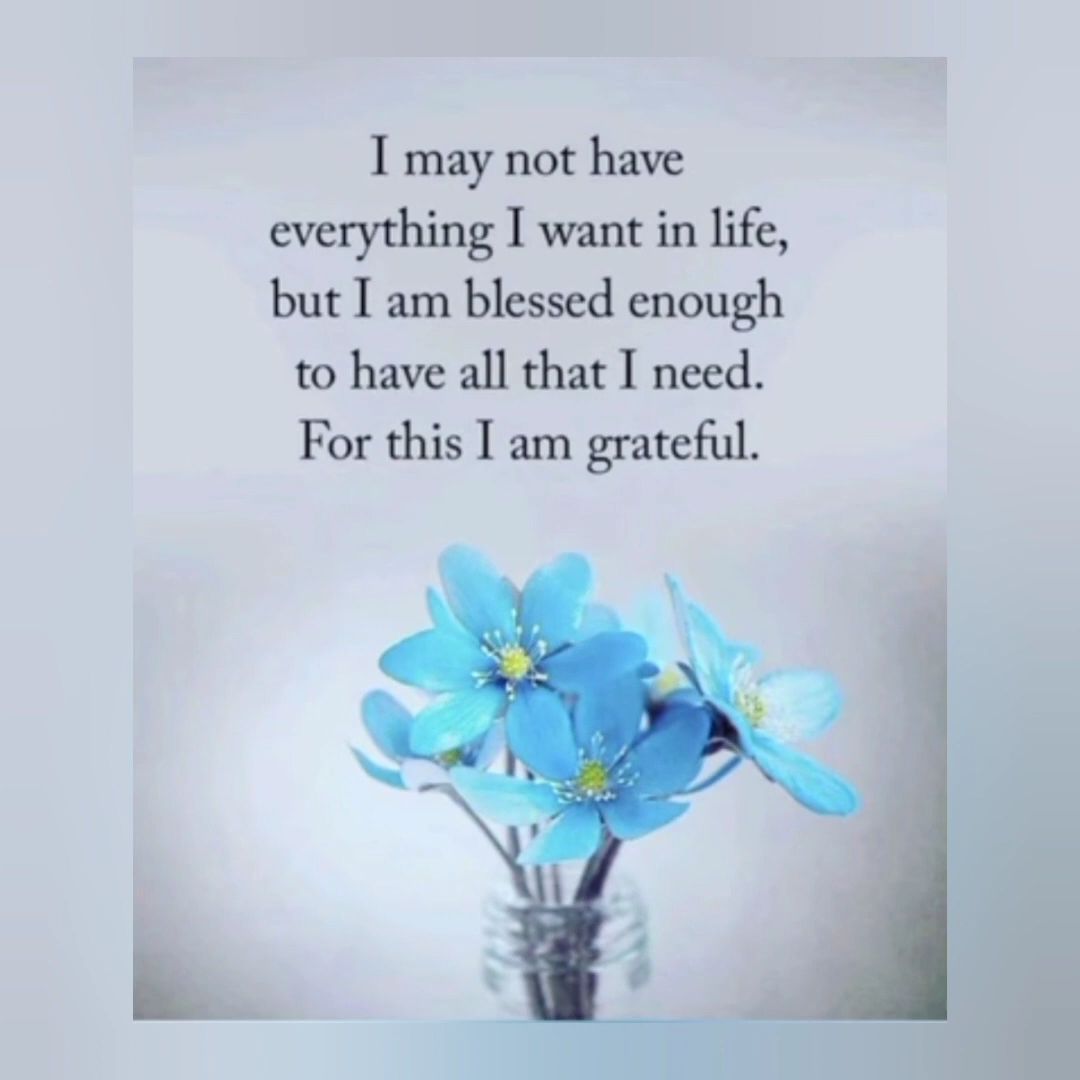 I may not have
everything I want in life,
but I am blessed enough
to have all that I need.
For this I am grateful.